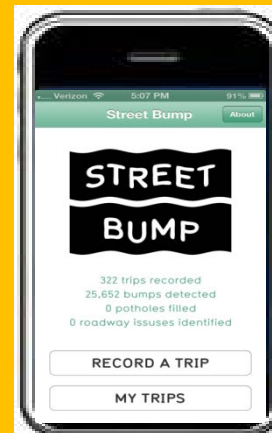 Verizon 5:07 PM 91%
Street Bump About
STREET
BUMP
322 trips recorded
25,652 bumps detected
0 potholes filled
0 roadway issuses identified
RECORD A TRIP
MY TRIPS